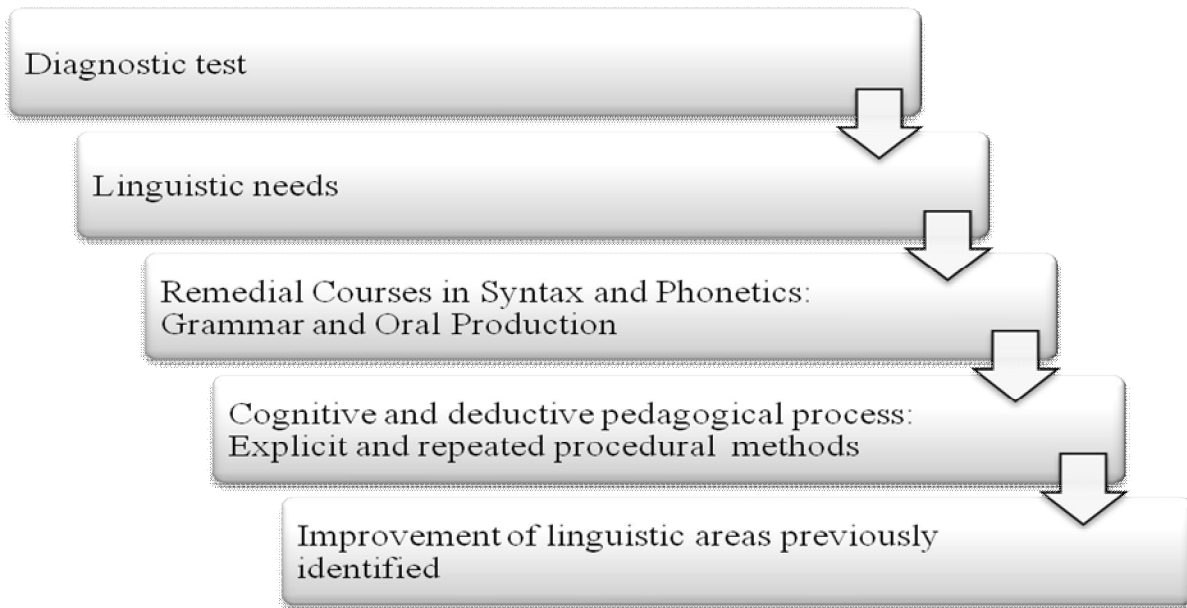 Diagnostic test
Linguistic needs
Remedial Courses in Syntax and Phonetics:
Grammar and Oral Production
Cognitive and deductive pedagogical process:
Explicit and repeated procedural methods
Improvement of linguistic areas previously
identified